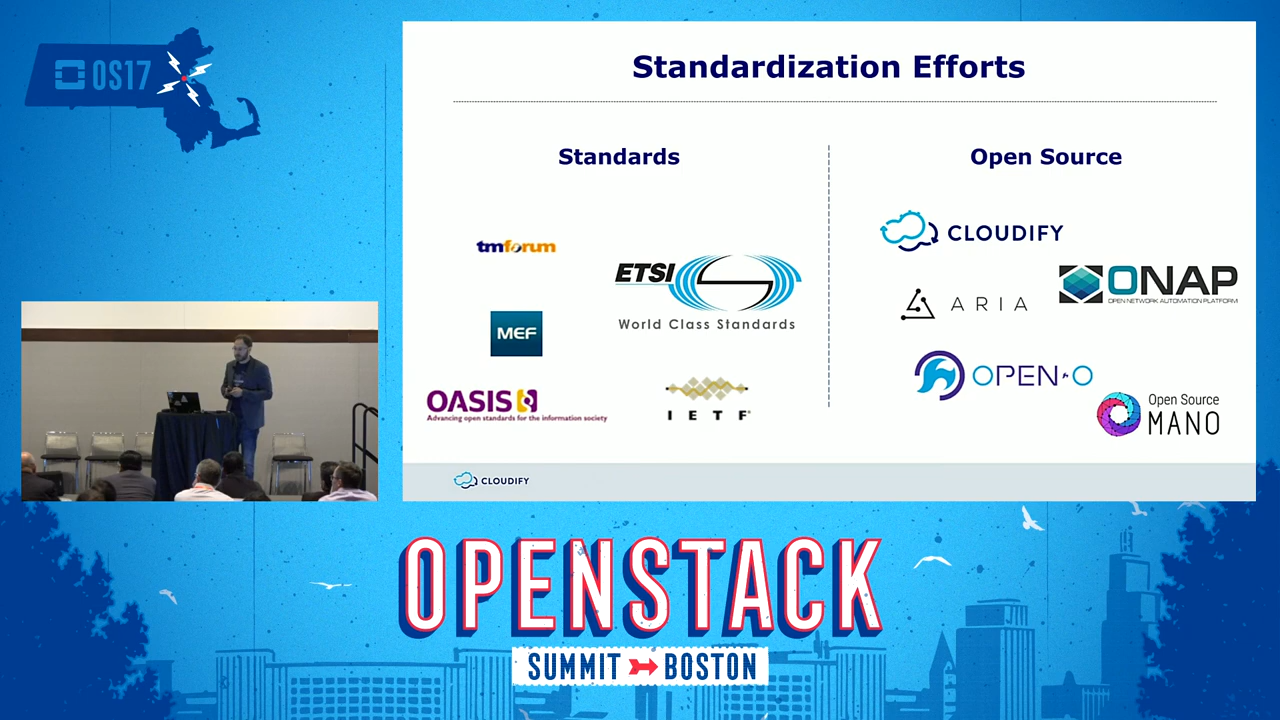 OS17
Standardization Efforts
Standards
Open Source
tmforum
ETSI
World Class Standards
MEF
OASIS
Advancing open standards for the information society
IETF
CLOUDIFY
ONAP
OPEN NETWORK AUTOMATION PLATFORM
ARIA
OPEN-O
Open Source
MANO
CLOUDIFY
OPENSTACK
SUMMIT BOSTON